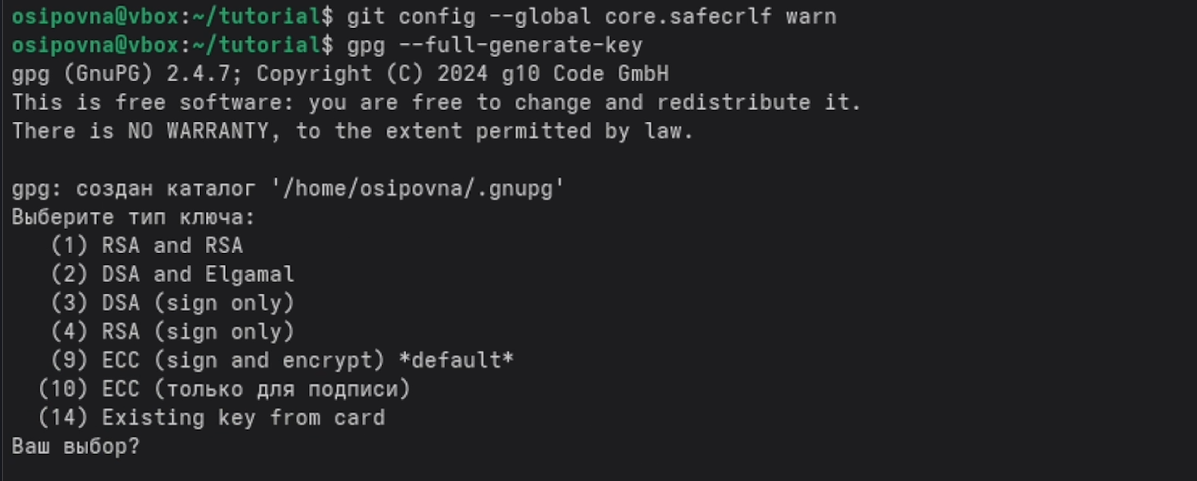 osipovna@vbox:~/tutorial$ git config --global core.safecrlf warn
osipovna@vbox:~/tutorial$ gpg --full-generate-key
gpg (GnuPG) 2.4.7; Copyright (C) 2024 g10 Code GmbH
This is free software: you are free to change and redistribute it.
There is NO WARRANTY, to the extent permitted by law.

gpg: создан каталог '/home/osipovna/.gnupg'
Выберите тип ключа:
   (1) RSA and RSA
   (2) DSA and Elgamal
   (3) DSA (sign only)
   (4) RSA (sign only)
   (9) ECC (sign and encrypt) *default*
  (10) ECC (только для подписи)
  (14) Existing key from card
Ваш выбор?